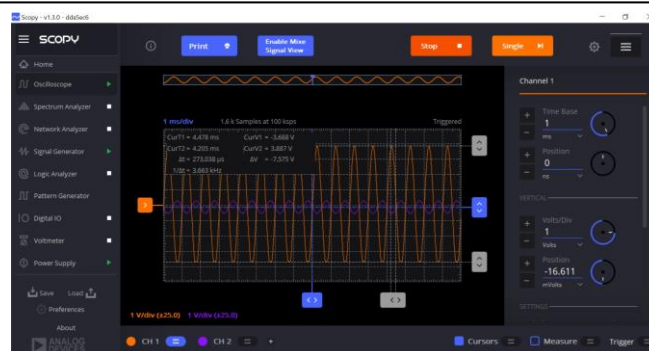 Scopy - v1.3.0 - dda5ec6
SCOPY
Print
Enable Mixe
Signal View
Stop
Single
Home
Oscilloscope
Spectrum Analyzer
Network Analyzer
Signal Generator
Logic Analyzer
Pattern Generator
Digital IO
Voltmeter
Power Supply
Save Load
Preferences
About
ANALOG
DEVICES
1 ms/div 1.6 k Samples at 100 ksps Triggered
CurT1 = 4.478 ms CurV1 = -3.688 V
CurT2 = 4.205 ms CurV2 = 3.887 V
Δt = 273.038 µs ΔV = -7.575 V
1/Δt = 3.663 kHz
1 V/div (±25.0) 1 V/div (±25.0)
CH 1 CH 2 +
Cursors Measure Trigger
Channel 1
Time Base
+ 1
- ms
Position
+ 0
- ns
VERTICAL
Volts/Div
+ 1
- Volts
Position
+ -16.611
- mVolts
SETTINGS